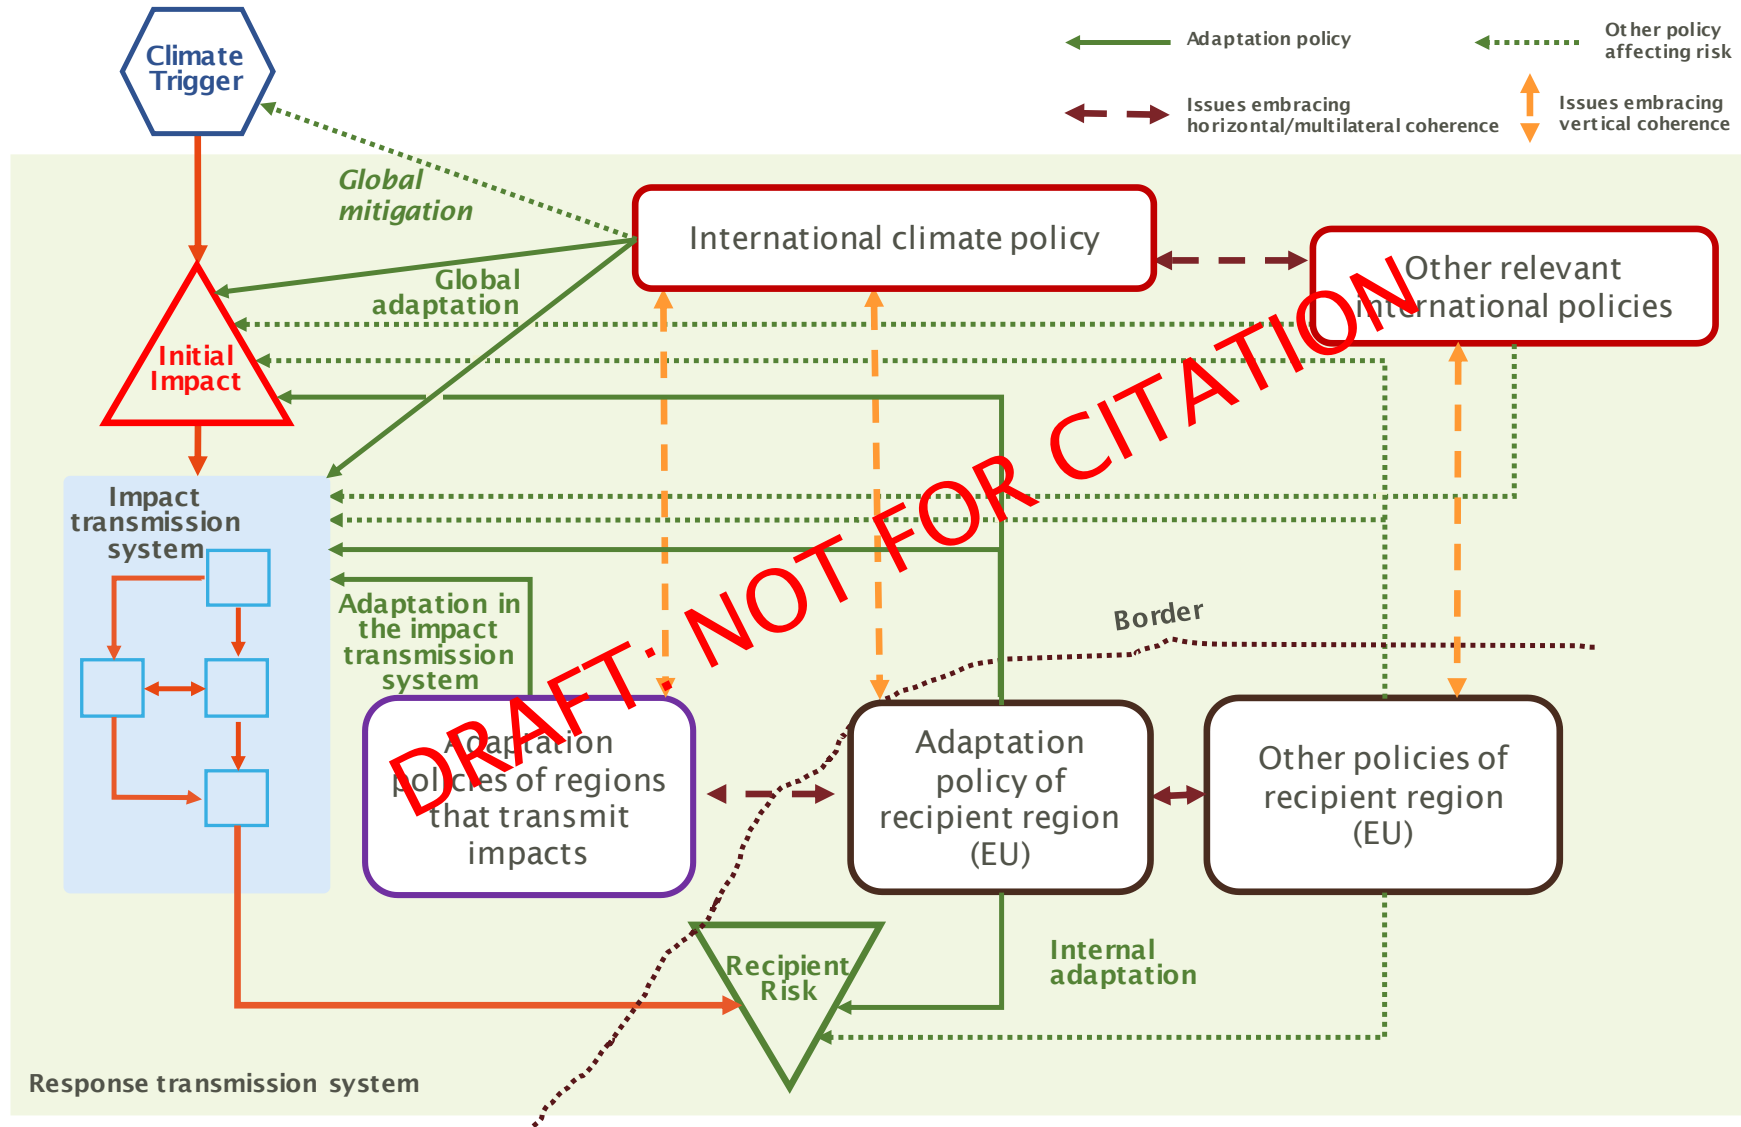 Climate
Trigger
Adaptation policy
Other policy
affecting risk
Issues embracing
horizontal/multilateral coherence
Issues embracing
vertical coherence
Global
mitigation
International climate policy
Other relevant
international policies
Global
adaptation
Initial
Impact
Impact
transmission
system
Adaptation in
the impact
transmission
system
Border
DRAFT: NOT FOR CITATION
Adaptation
policies of regions
that transmit
impacts
Adaptation
policy of
recipient region
(EU)
Other policies of
recipient region
(EU)
Recipient
Risk
Internal
adaptation
Response transmission system